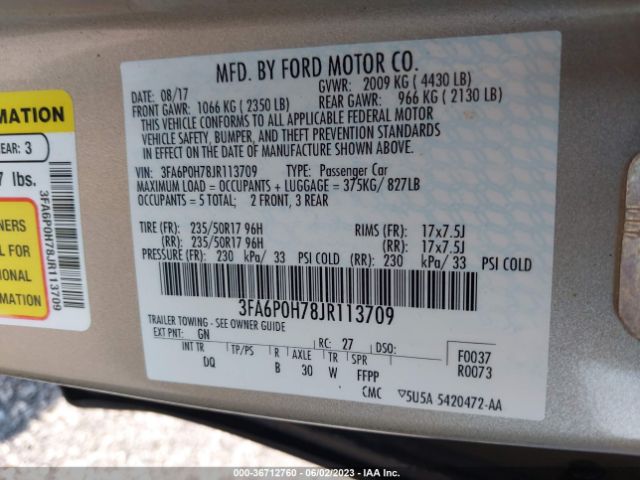 MATION
EAR: 3
7 lbs.
3FA6P0H78JR113709
WNERS
AL FOR
IONAL
RMATION
MFD. BY FORD MOTOR CO.
DATE: 08/17 GVWR: 2009 KG ( 4430 LB)
FRONT GAWR: 1066 KG ( 2350 LB) REAR GAWR: 966 KG ( 2130 LB)
THIS VEHICLE CONFORMS TO ALL APPLICABLE FEDERAL MOTOR
VEHICLE SAFETY, BUMPER, AND THEFT PREVENTION STANDARDS
IN EFFECT ON THE DATE OF MANUFACTURE SHOWN ABOVE.
VIN: 3FA6P0H78JR113709 TYPE: Passenger Car
MAXIMUM LOAD = OCCUPANTS + LUGGAGE = 375KG/ 827LB
OCCUPANTS = 5 TOTAL; 2 FRONT, 3 REAR
TIRE (FR): 235/50R17 96H RIMS (FR): 17x7.5J
(RR): 235/50R17 96H (RR): 17x7.5J
PRESSURE (FR): 230 kPa/ 33 PSI COLD (RR): 230 kPa/ 33 PSI COLD
3FA6P0H78JR113709
TRAILER TOWING - SEE OWNER GUIDE
EXT PNT: GN RC: 27 DSO: F0037
INT TR TP/PS R AXLE TR SPR R0073
DQ B 30 W FFPP
CMC ▽5U5A 5420472-AA
000-36712760 - 06/02/2023 - IAA Inc.